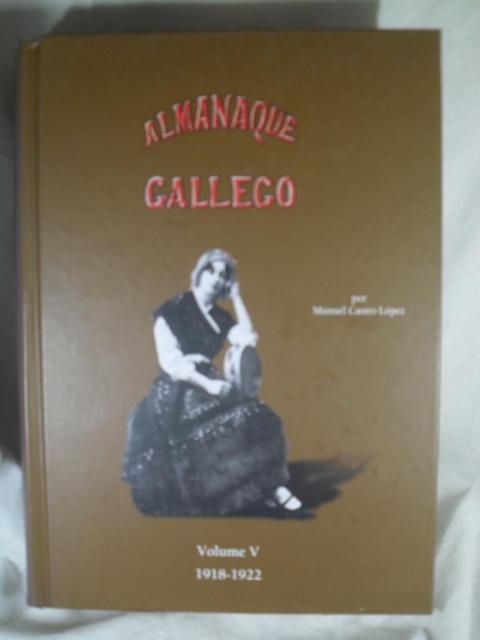 ALMANAQUE
GALLEGO
por
Manuel Castro López
Volume V
1918-1922